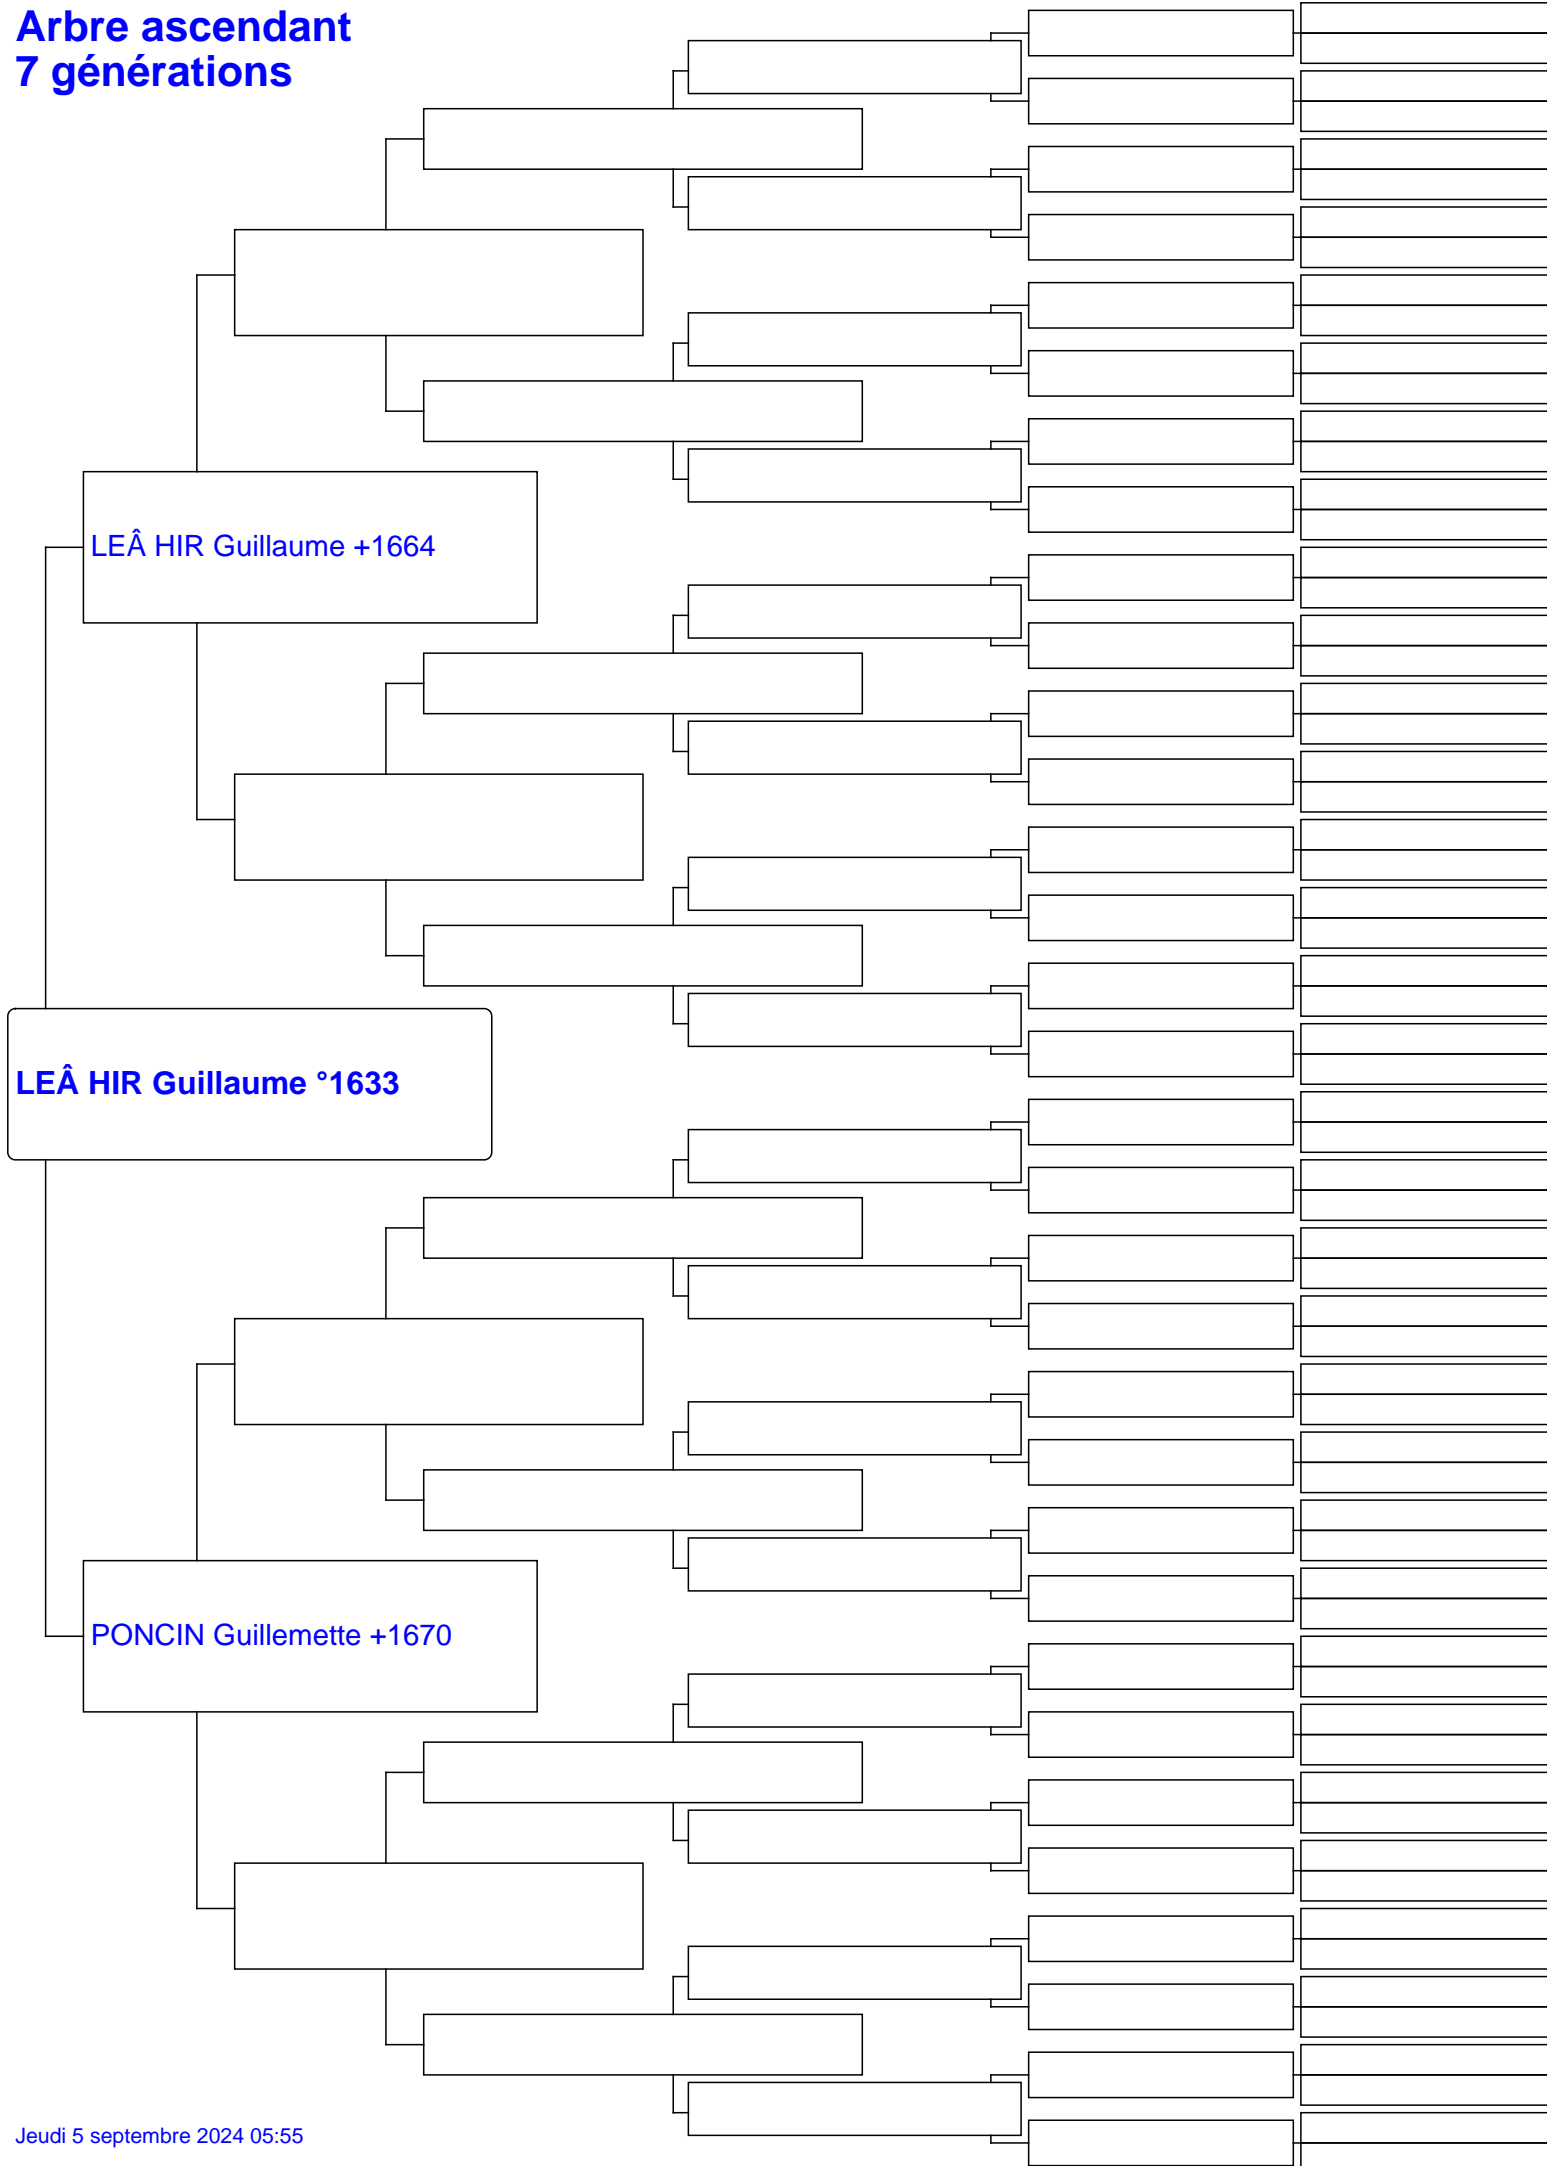 Arbre ascendant
7 générations
LEÂ HIR Guillaume +1664
LEÂ HIR Guillaume °1633
PONCIN Guillemette +1670
Jeudi 5 septembre 2024 05:55